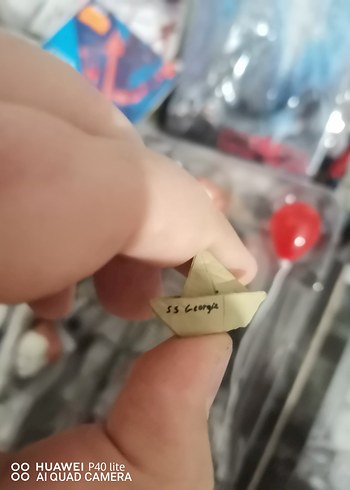 SS Georgie
HUAWEI P40 lite
AI QUAD CAMERA